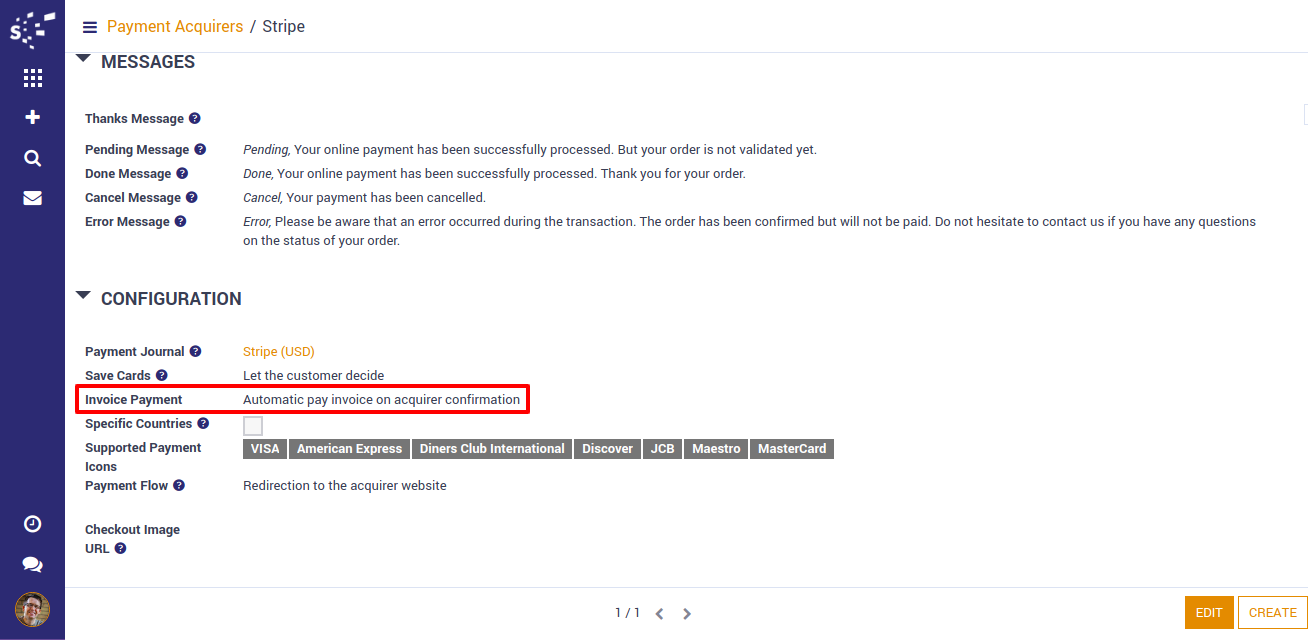 Payment Acquirers / Stripe
MESSAGES
Thanks Message ?
Pending Message ? Pending, Your online payment has been successfully processed. But your order is not validated yet.
Done Message ? Done, Your online payment has been successfully processed. Thank you for your order.
Cancel Message ? Cancel, Your payment has been cancelled.
Error Message ? Error, Please be aware that an error occurred during the transaction. The order has been confirmed but will not be paid. Do not hesitate to contact us if you have any questions
on the status of your order.
CONFIGURATION
Payment Journal ? Stripe (USD)
Save Cards ? Let the customer decide
Invoice Payment Automatic pay invoice on acquirer confirmation
Specific Countries ?
Supported Payment VISA American Express Diners Club International Discover JCB Maestro MasterCard
Icons
Payment Flow ? Redirection to the acquirer website
Checkout Image
URL ?
1 / 1
EDIT CREATE